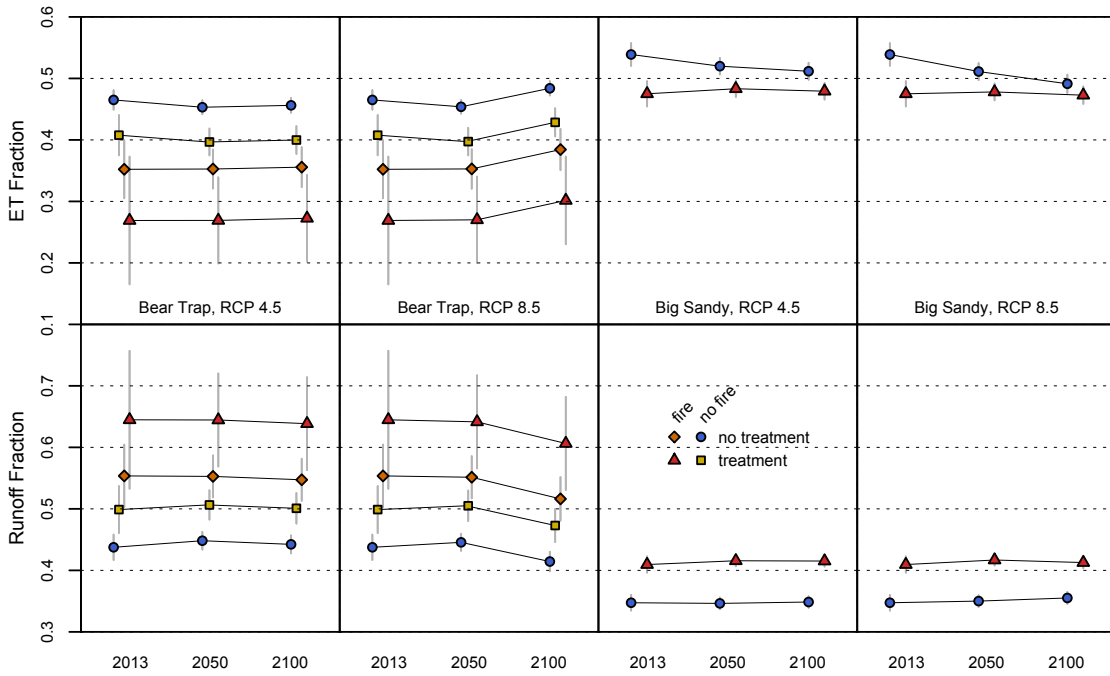 0.6
0.5
0.4
0.3
0.2
0.1
ET Fraction
Bear Trap, RCP 4.5
Bear Trap, RCP 8.5
Big Sandy, RCP 4.5
Big Sandy, RCP 8.5
0.7
0.6
0.5
0.4
0.3
Runoff Fraction
fire
no fire
no treatment
treatment
2013 2050 2100
2013 2050 2100
2013 2050 2100
2013 2050 2100